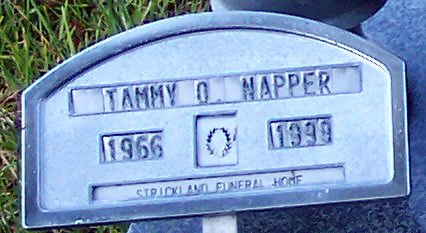 TAMMY O. NAPPER
1966 1999
STRICKLAND FUNERAL HOME